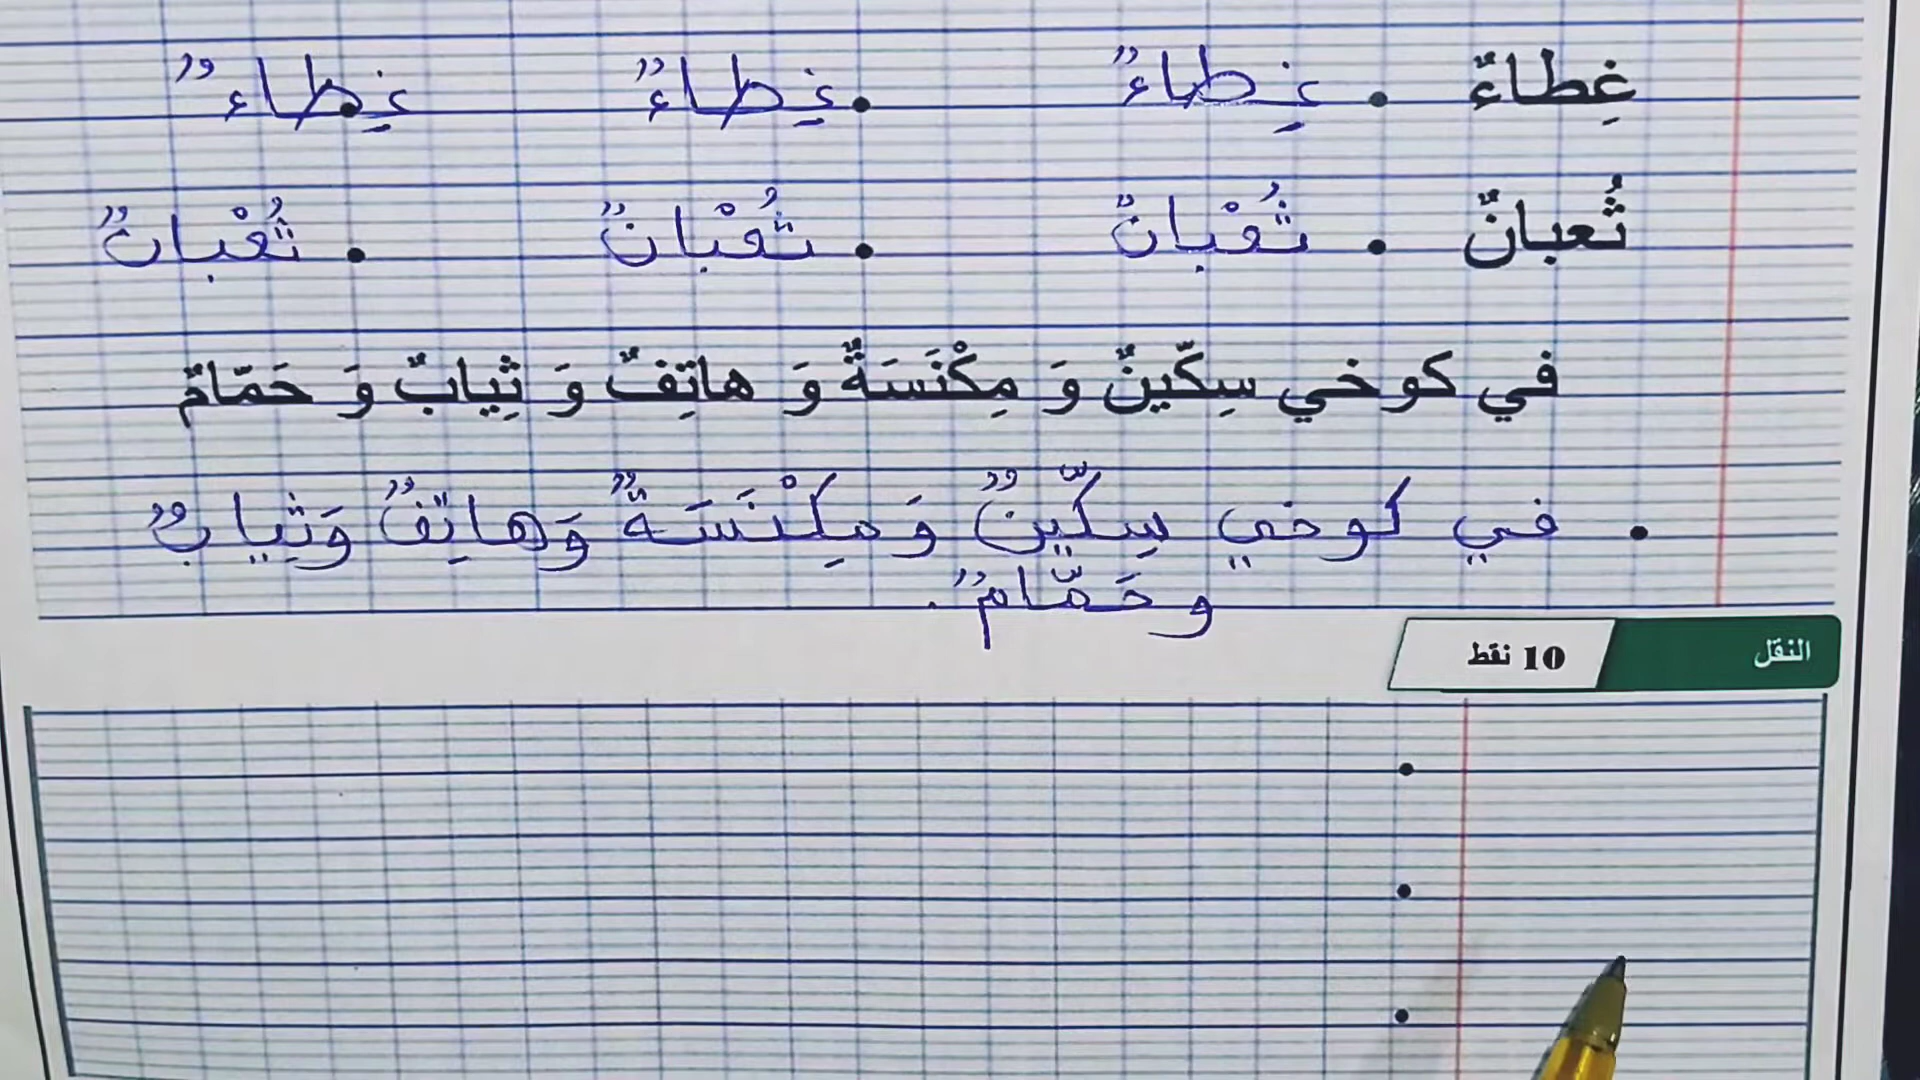 غِطاءٌ • غِطاءٌ • غِطاءٌ • غِطاءٌ
ثُعبانٌ • ثُعْبانٌ • ثُعْبانٌ • ثُعْبانٌ
في كوخي سِكّينٌ وَ مِكْنَسَةٌ وَ هاتِفٌ وَ ثِيابٌ وَ حَمّامٌ
• في كوخي سِكّينٌ وَ مِكِنْسَةٌ وَهاتِفٌ وَثِيابٌ
و حَمّامٌ.
النقل 10 نقط